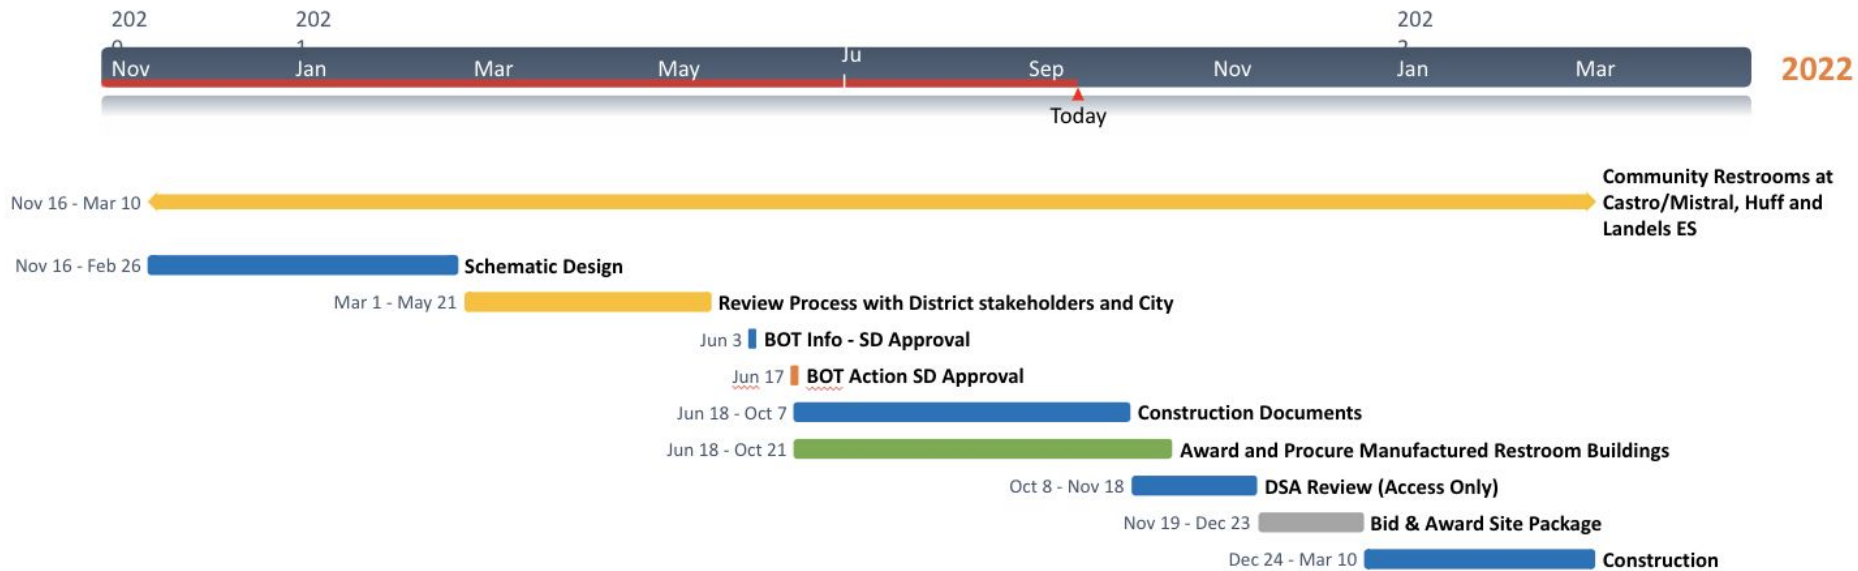 202 202 202
0 1 2
Nov Jan Mar May Ju Sep Nov Jan Mar 2022
l
Today
Community Restrooms at
Nov 16 - Mar 10 Castro/Mistral, Huff and
Landels ES
Nov 16 - Feb 26 Schematic Design
Mar 1 - May 21 Review Process with District stakeholders and City
Jun 3 BOT Info - SD Approval
Jun 17 BOT Action SD Approval
Jun 18 - Oct 7 Construction Documents
Jun 18 - Oct 21 Award and Procure Manufactured Restroom Buildings
Oct 8 - Nov 18 DSA Review (Access Only)
Nov 19 - Dec 23 Bid & Award Site Package
Dec 24 - Mar 10 Construction